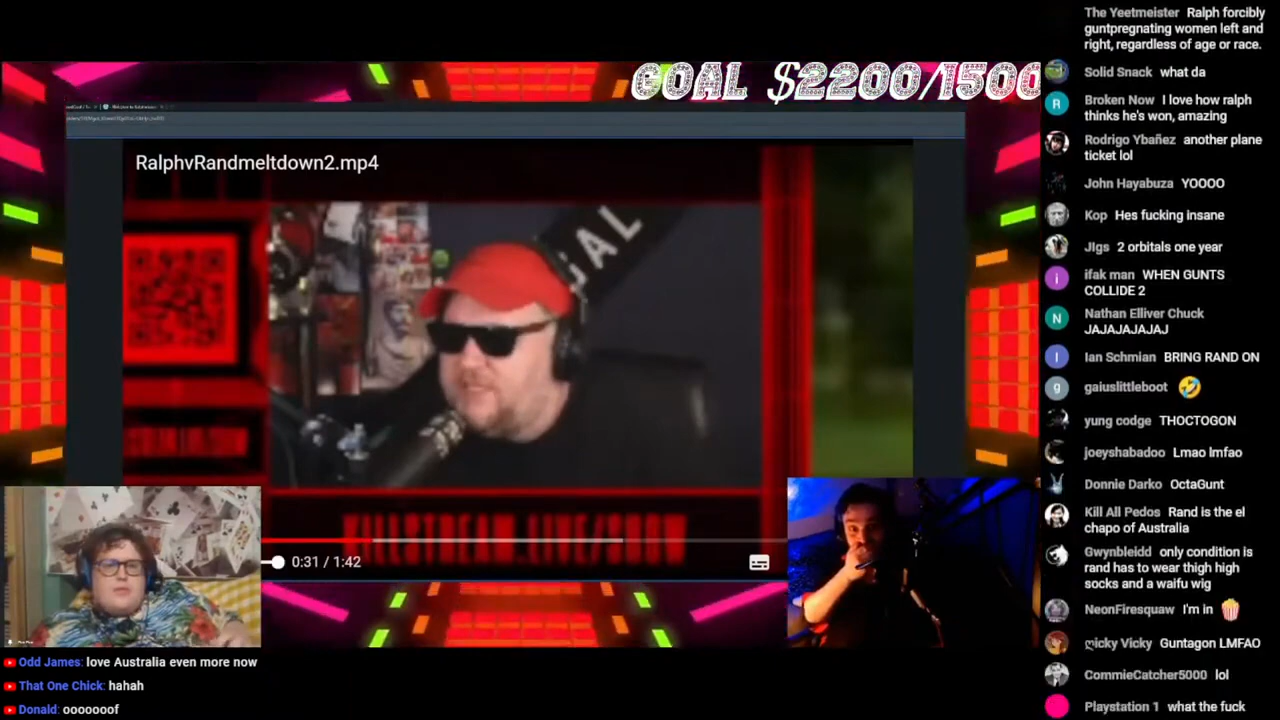 GOAL $2200/1500
RalphvRandmeltdown2.mp4
GAL
0:31 / 1:42
Odd James: love Australia even more now
That One Chick: hahah
Donald: ooooooof
The Yeetmeister Ralph forcibly
guntpregnating women left and
right, regardless of age or race.
Solid Snack what da
Broken Now I love how ralph
thinks he's won, amazing
Rodrigo Ybañez another plane
ticket lol
John Hayabuza YOOOO
Kop Hes fucking insane
JIgs 2 orbitals one year
ifak man WHEN GUNTS
COLLIDE 2
Nathan Elliver Chuck
JAJAJAJAJAJ
Ian Schmian BRING RAND ON
gaiuslittleboot 🤣
yung codge THOCTOGON
joeyshabadoo Lmao lmfao
Donnie Darko OctaGunt
Kill All Pedos Rand is the el
chapo of Australia
Gwynbleidd only condition is
rand has to wear thigh high
socks and a waifu wig
NeonFiresquaw I'm in 🍿
Vicky Guntagon LMFAO
CommieCatcher5000 lol
Playstation 1 what the fuck